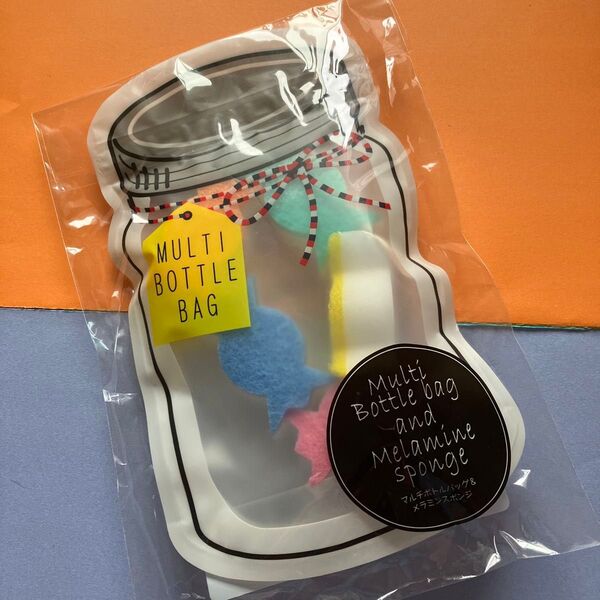 MULTI
BOTTLE
BAG
Multi
Bottle bag
and
Melamine
sponge
マルチボトルバッグ&
メラミンスポンジ